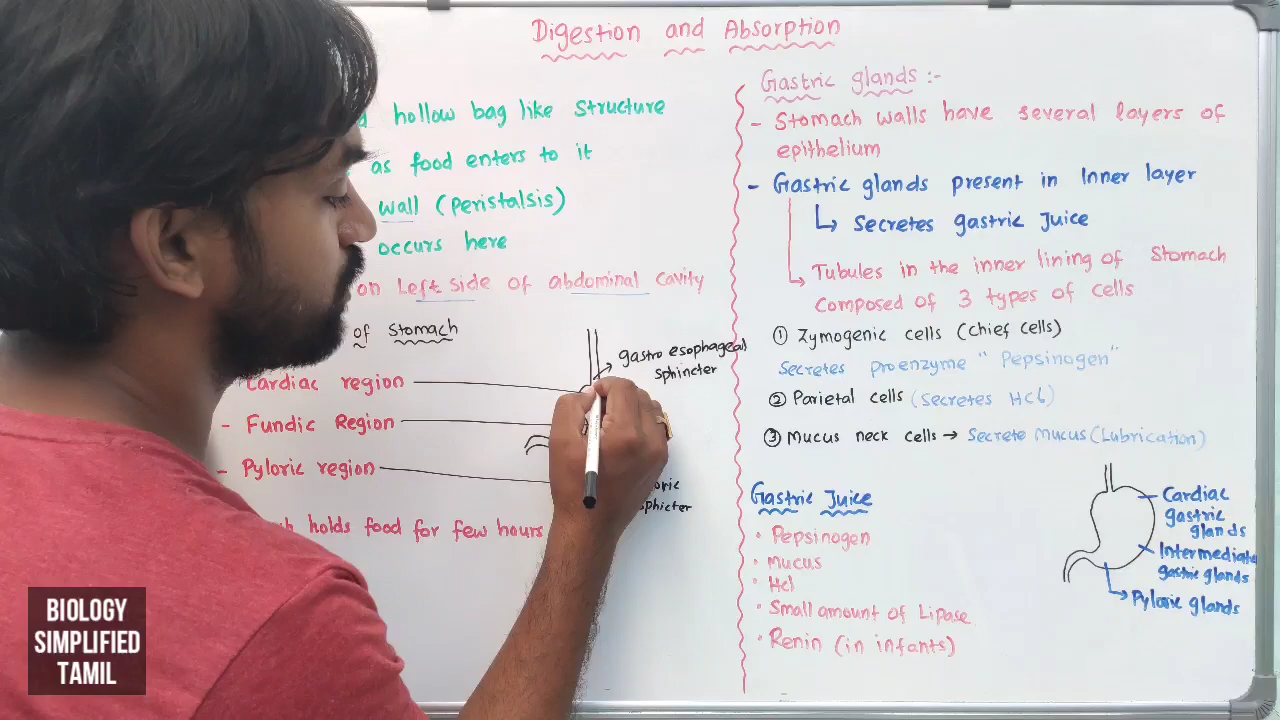 Digestion and Absorption
hollow bag like structure
as food enters to it
wall (peristalsis)
occurs here
on Left side of abdominal cavity
of Stomach
Cardiac region
- Fundic Region
- Pyloric region
holds food for few hours
gastro esophageal
sphincter
Gastric glands :-
- Stomach walls have several layers of
epithelium
- Gastric glands present in Inner layer
Secretes gastric Juice
Tubules in the inner lining of Stomach
Composed of 3 types of cells
① Zymogenic cells (chief cells)
Secretes proenzyme "Pepsinogen"
② Parietal cells (Secretes HCl)
③ Mucus neck cells → Secrete Mucus (Lubrication)
Gastric Juice
• Pepsinogen
• Mucus
• Hcl
• Small amount of Lipase
• Renin (in infants)
Cardiac
gastric
glands
Intermediate
gastric glands
Pyloric glands
BIOLOGY
SIMPLIFIED
TAMIL